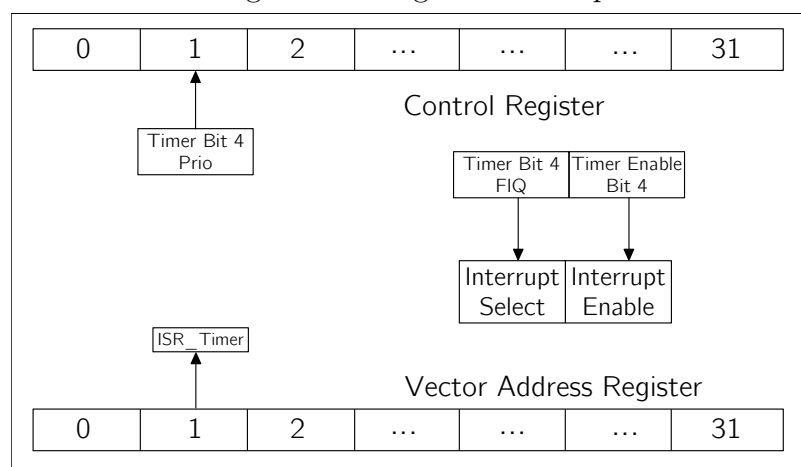 0 1 2 ... ... ... 31
Control Register
Timer Bit 4
Prio
Timer Bit 4
FIQ
Timer Enable
Bit 4
Interrupt
Select
Interrupt
Enable
ISR_Timer
Vector Address Register
0 1 2 ... ... ... 31